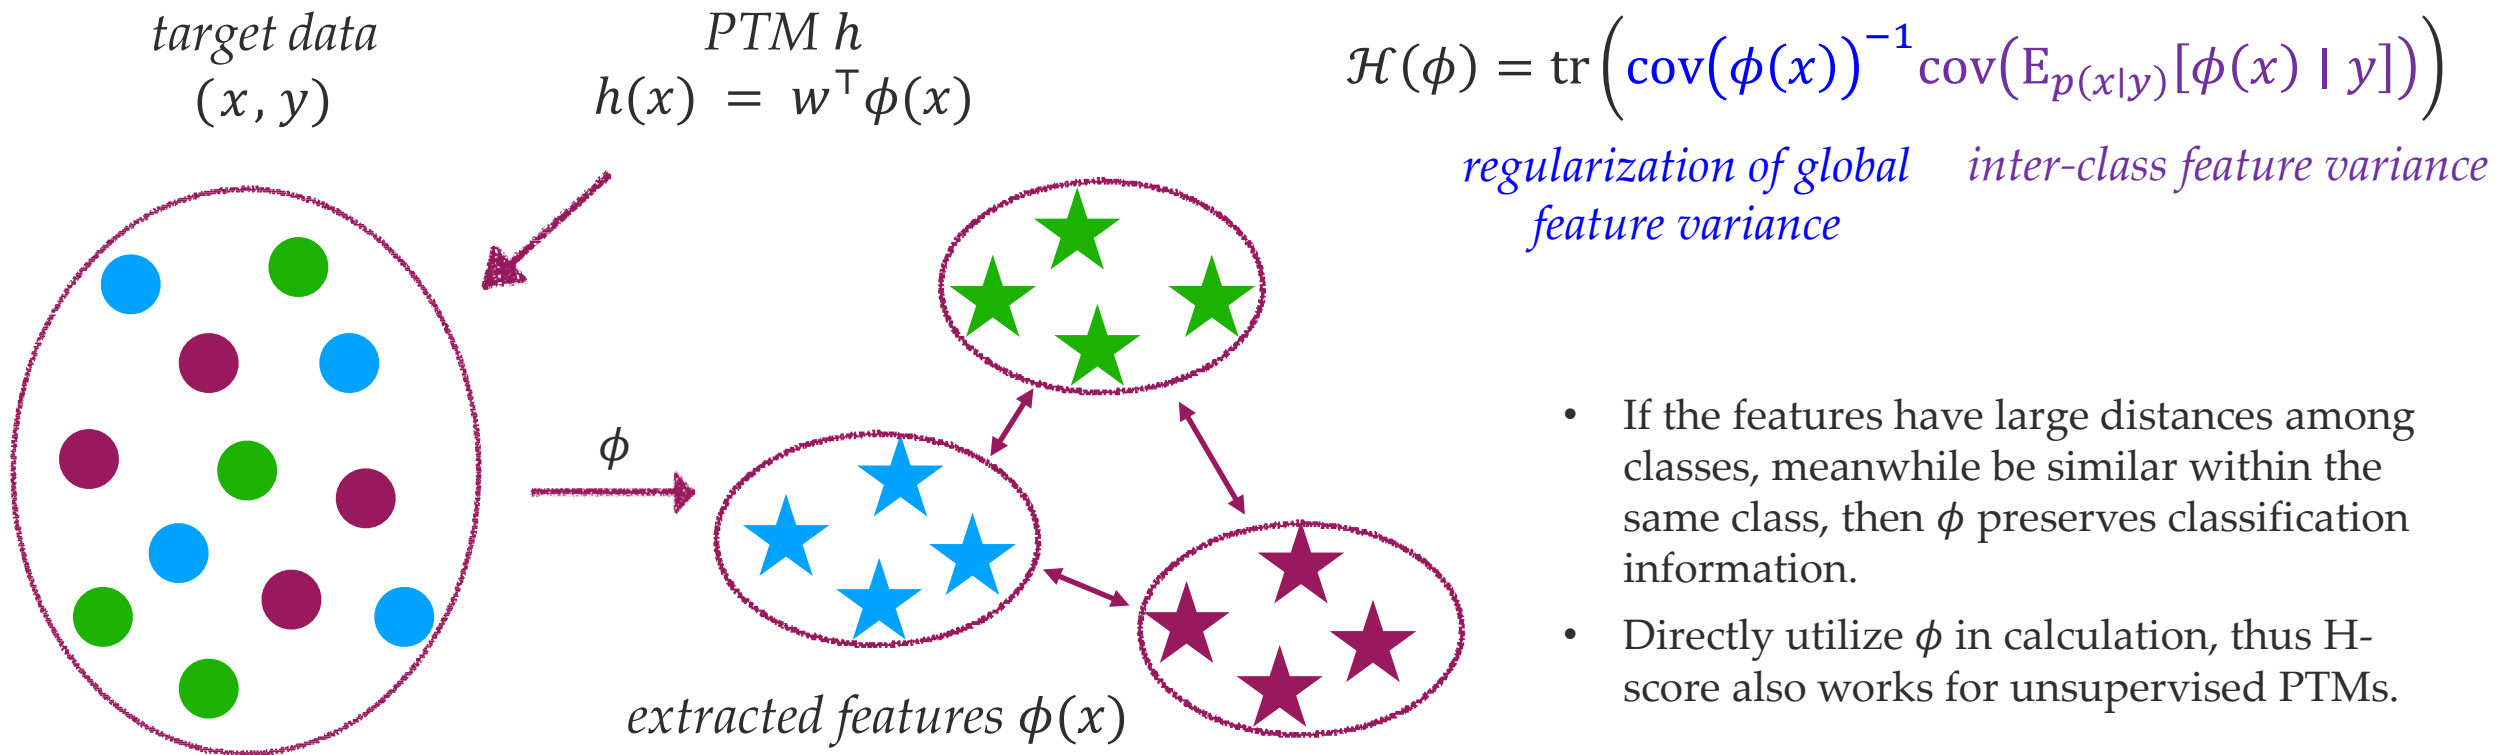 target data
(x, y)
PTM h
h(x) = w⊤ϕ(x)
ℋ(ϕ) = tr(cov(ϕ(x))⁻¹cov(E_{p(x|y)}[ϕ(x) | y]))
regularization of global
feature variance
inter-class feature variance
ϕ
extracted features ϕ(x)
• If the features have large distances among
classes, meanwhile be similar within the
same class, then ϕ preserves classification
information.
• Directly utilize ϕ in calculation, thus H-
score also works for unsupervised PTMs.